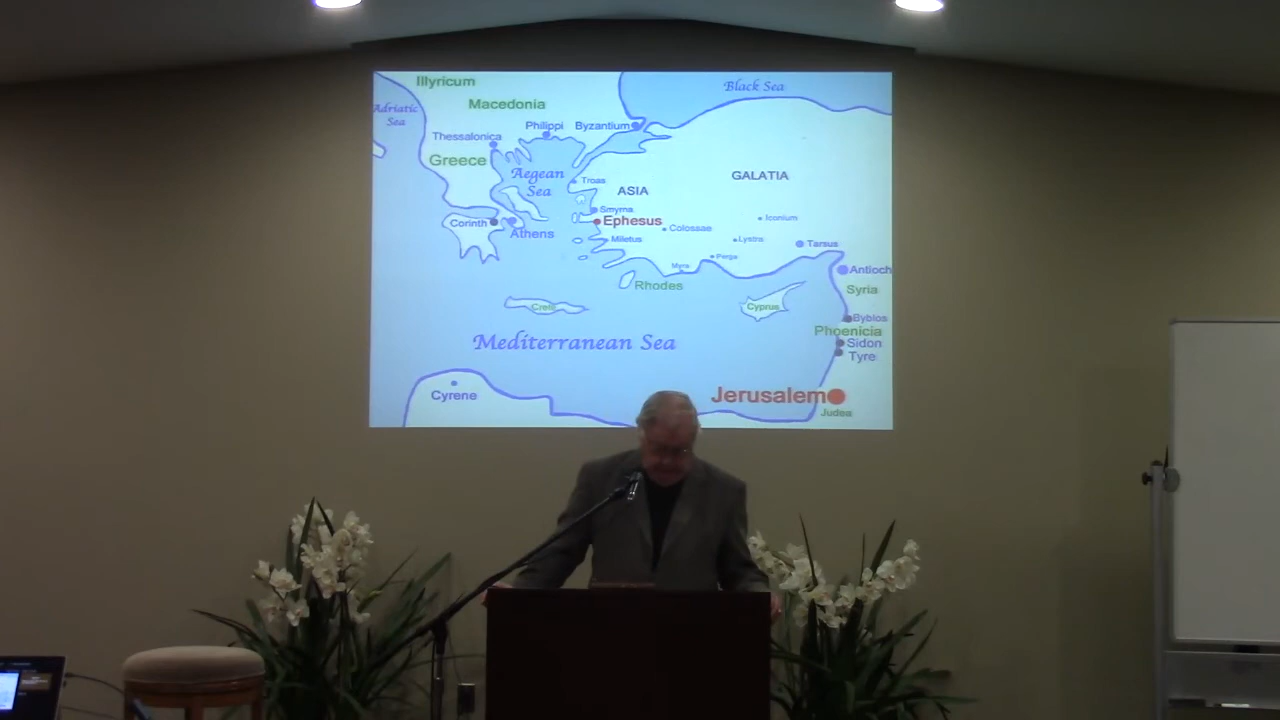 Illyricum
Black Sea
Adriatic
Sea
Macedonia
Philippi
Byzantium
Thessalonica
Greece
Aegean
Sea
Troas
ASIA
GALATIA
Smyrna
Corinth
Ephesus
Iconium
Athens
Colossae
Miletus
Lystra
Tarsus
Perga
Myra
Antioch
Rhodes
Syria
Crete
Cyprus
Byblos
Phoenicia
Mediterranean Sea
Sidon
Tyre
Cyrene
Jerusalem
Judea